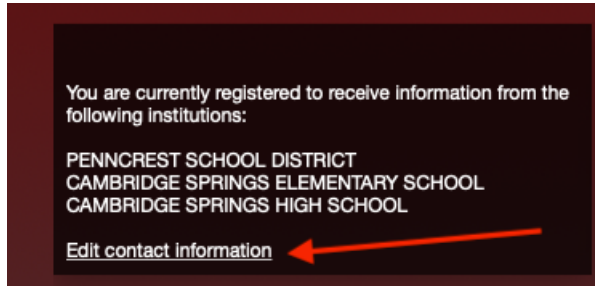 You are currently registered to receive information from the
following institutions:
PENNCREST SCHOOL DISTRICT
CAMBRIDGE SPRINGS ELEMENTARY SCHOOL
CAMBRIDGE SPRINGS HIGH SCHOOL
Edit contact information